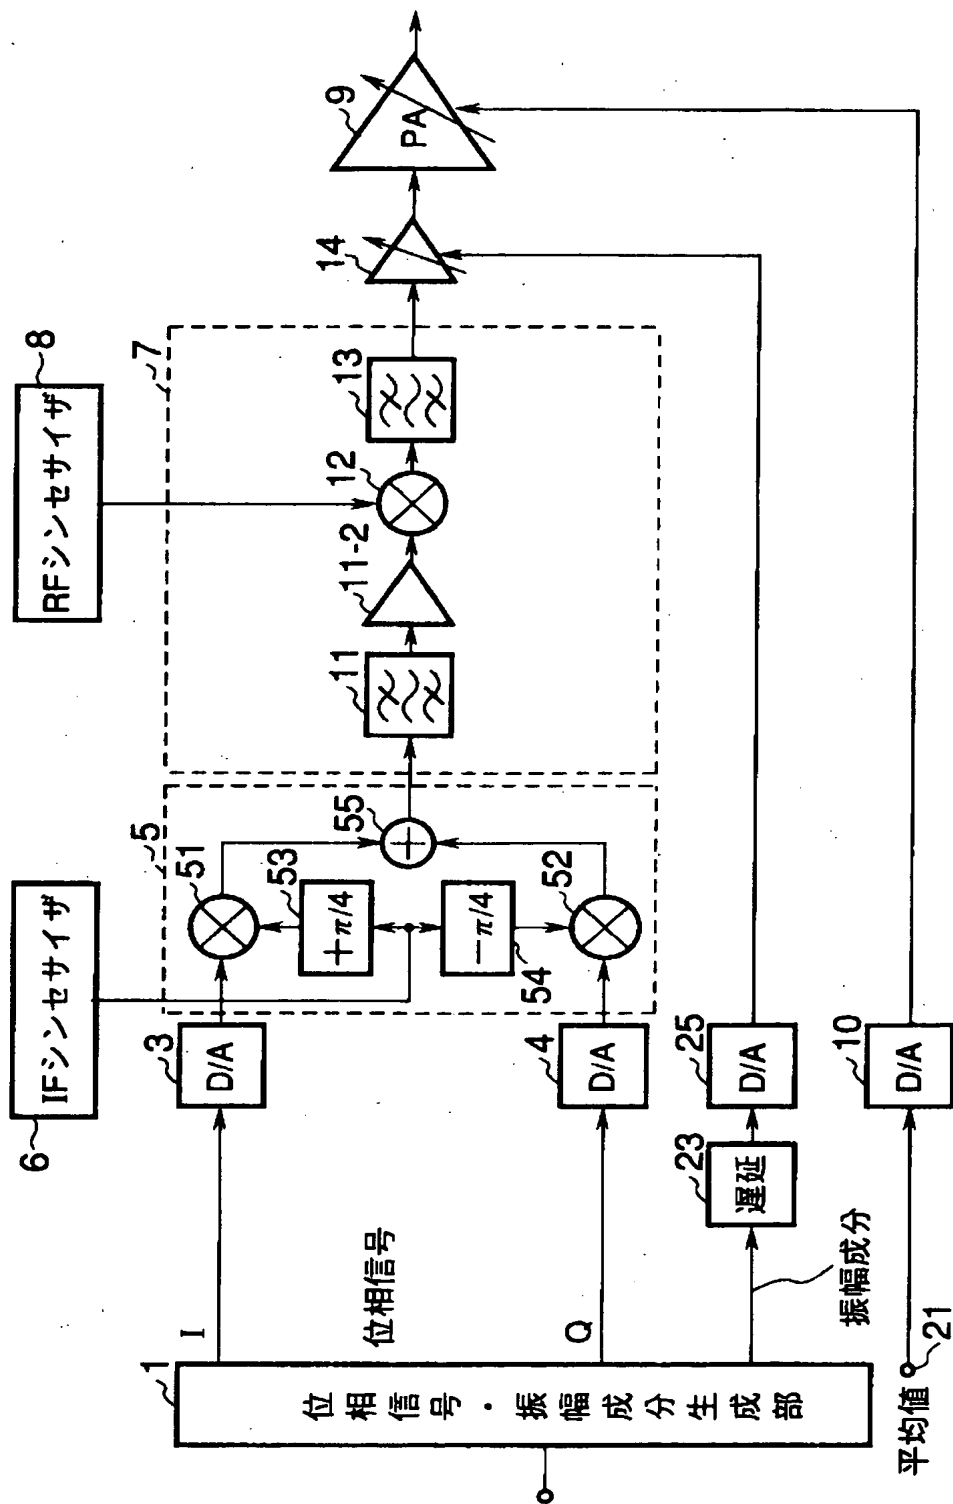 6
IFシンセサイザ
RFシンセサイザ
8
5
7
3
D/A
51
53
+π/4
55
−π/4
54
52
11
11-2
12
13
14
9
PA
1
位相信号・振幅成分生成部
I
位相信号
Q
4
D/A
23
遅延
25
D/A
振幅成分
平均値
21
10
D/A